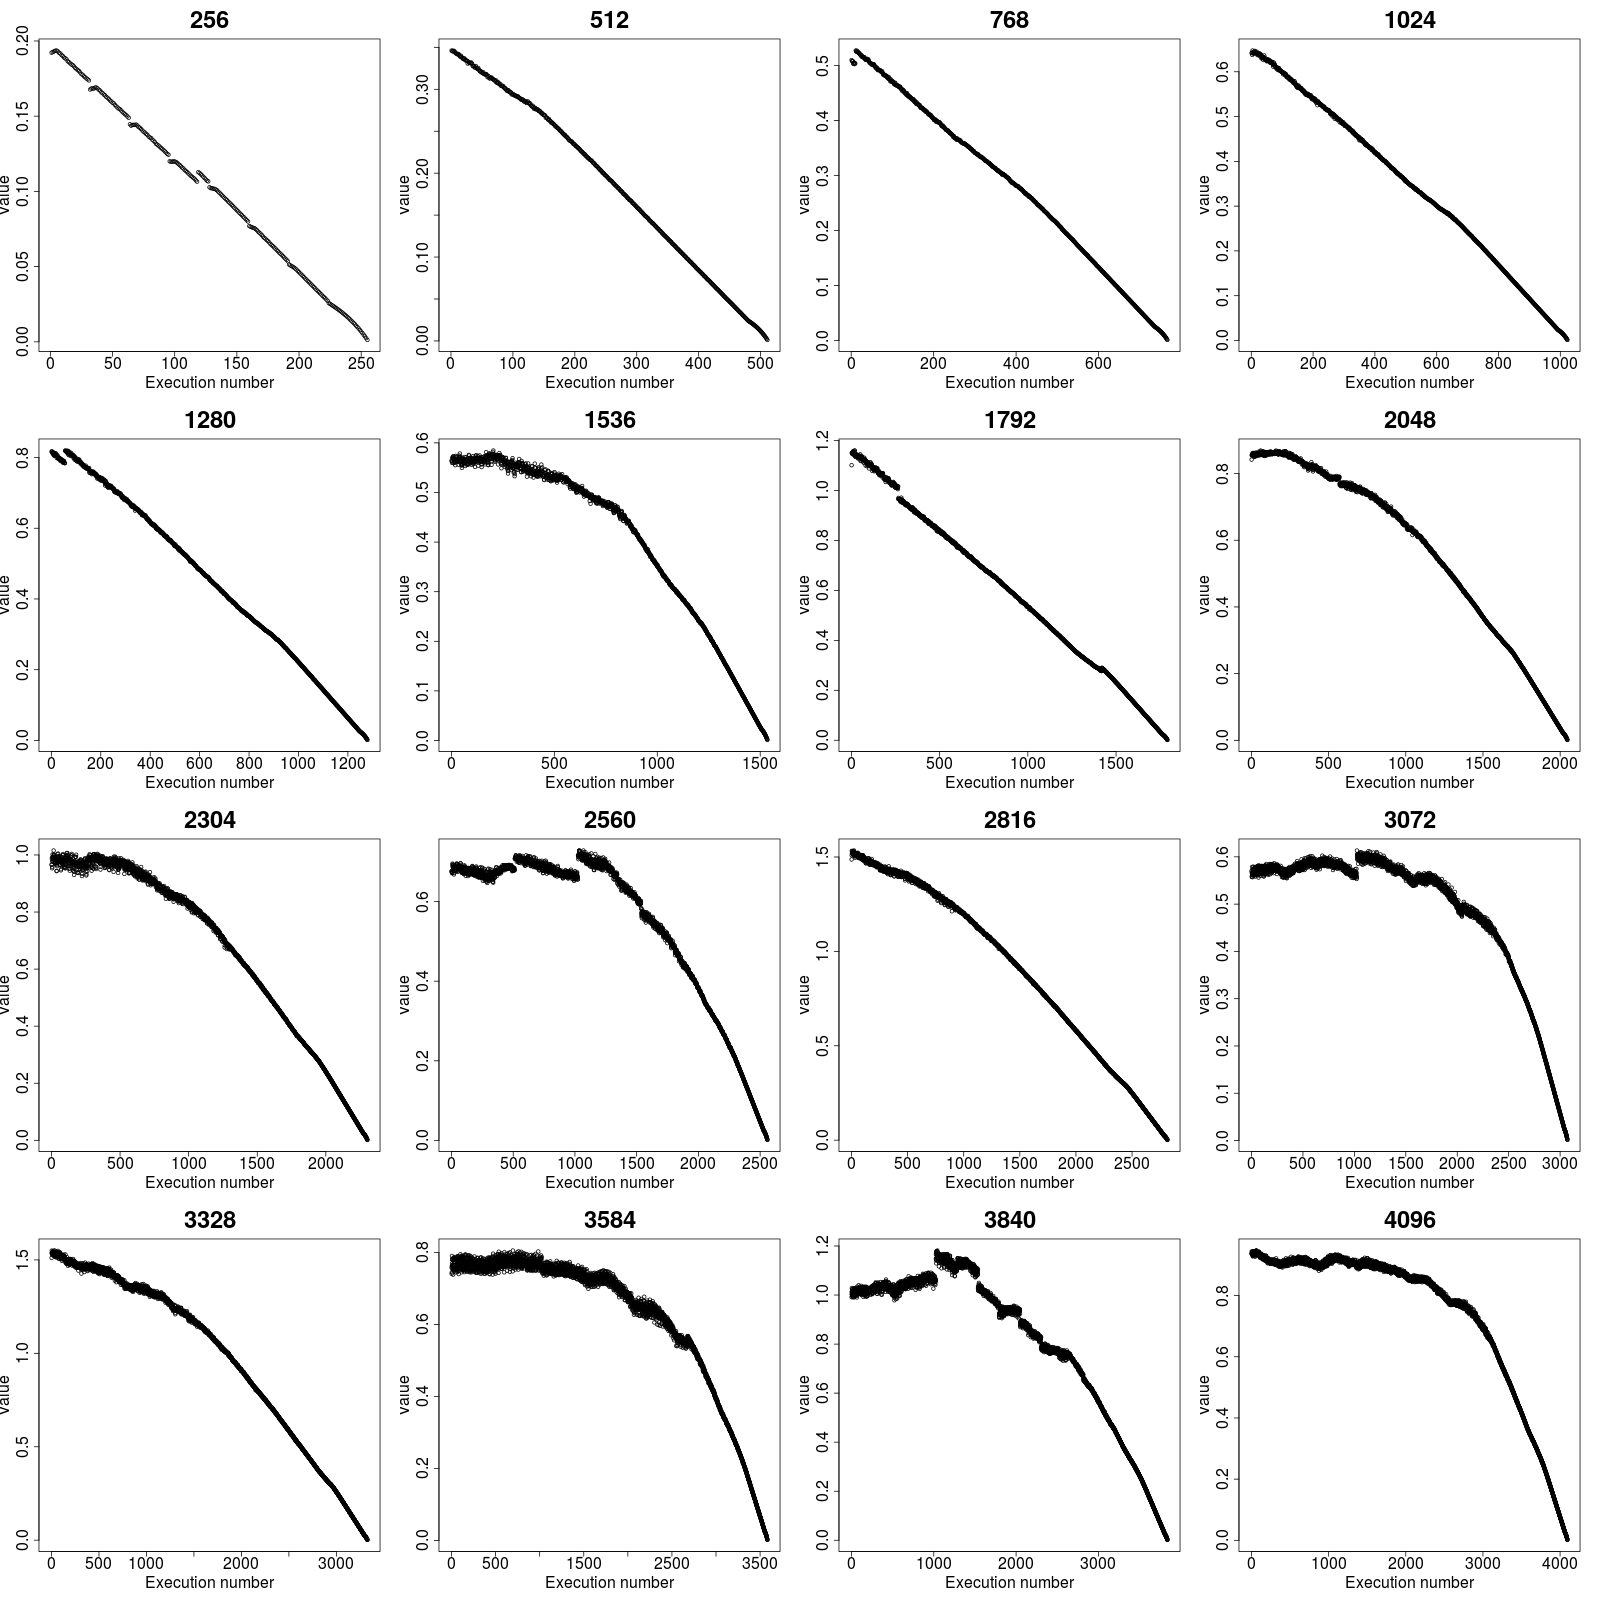 256 512 768 1024
0.00 0.05 0.10 0.15 0.20 0.00 0.10 0.20 0.30 0.0 0.1 0.2 0.3 0.4 0.5 0.0 0.1 0.2 0.3 0.4 0.5 0.6
value value value value
0 50 100 150 200 250 0 100 200 300 400 500 0 200 400 600 0 200 400 600 800 1000
Execution number Execution number Execution number Execution number
1280 1536 1792 2048
0.0 0.2 0.4 0.6 0.8 0.0 0.1 0.2 0.3 0.4 0.5 0.6 0.0 0.2 0.4 0.6 0.8 1.0 1.2 0.0 0.2 0.4 0.6 0.8
value value value value
0 200 400 600 800 1000 1200 0 500 1000 1500 0 500 1000 1500 0 500 1000 1500 2000
Execution number Execution number Execution number Execution number
2304 2560 2816 3072
0.0 0.2 0.4 0.6 0.8 1.0 0.0 0.2 0.4 0.6 0.0 0.5 1.0 1.5 0.0 0.1 0.2 0.3 0.4 0.5 0.6
value value value value
0 500 1000 1500 2000 0 500 1000 1500 2000 2500 0 500 1000 1500 2000 2500 0 500 1000 1500 2000 2500 3000
Execution number Execution number Execution number Execution number
3328 3584 3840 4096
0.0 0.5 1.0 1.5 0.0 0.2 0.4 0.6 0.8 0.0 0.2 0.4 0.6 0.8 1.0 1.2 0.0 0.2 0.4 0.6 0.8
value value value value
0 500 1000 2000 3000 0 500 1500 2500 3500 0 1000 2000 3000 0 1000 2000 3000 4000
Execution number Execution number Execution number Execution number